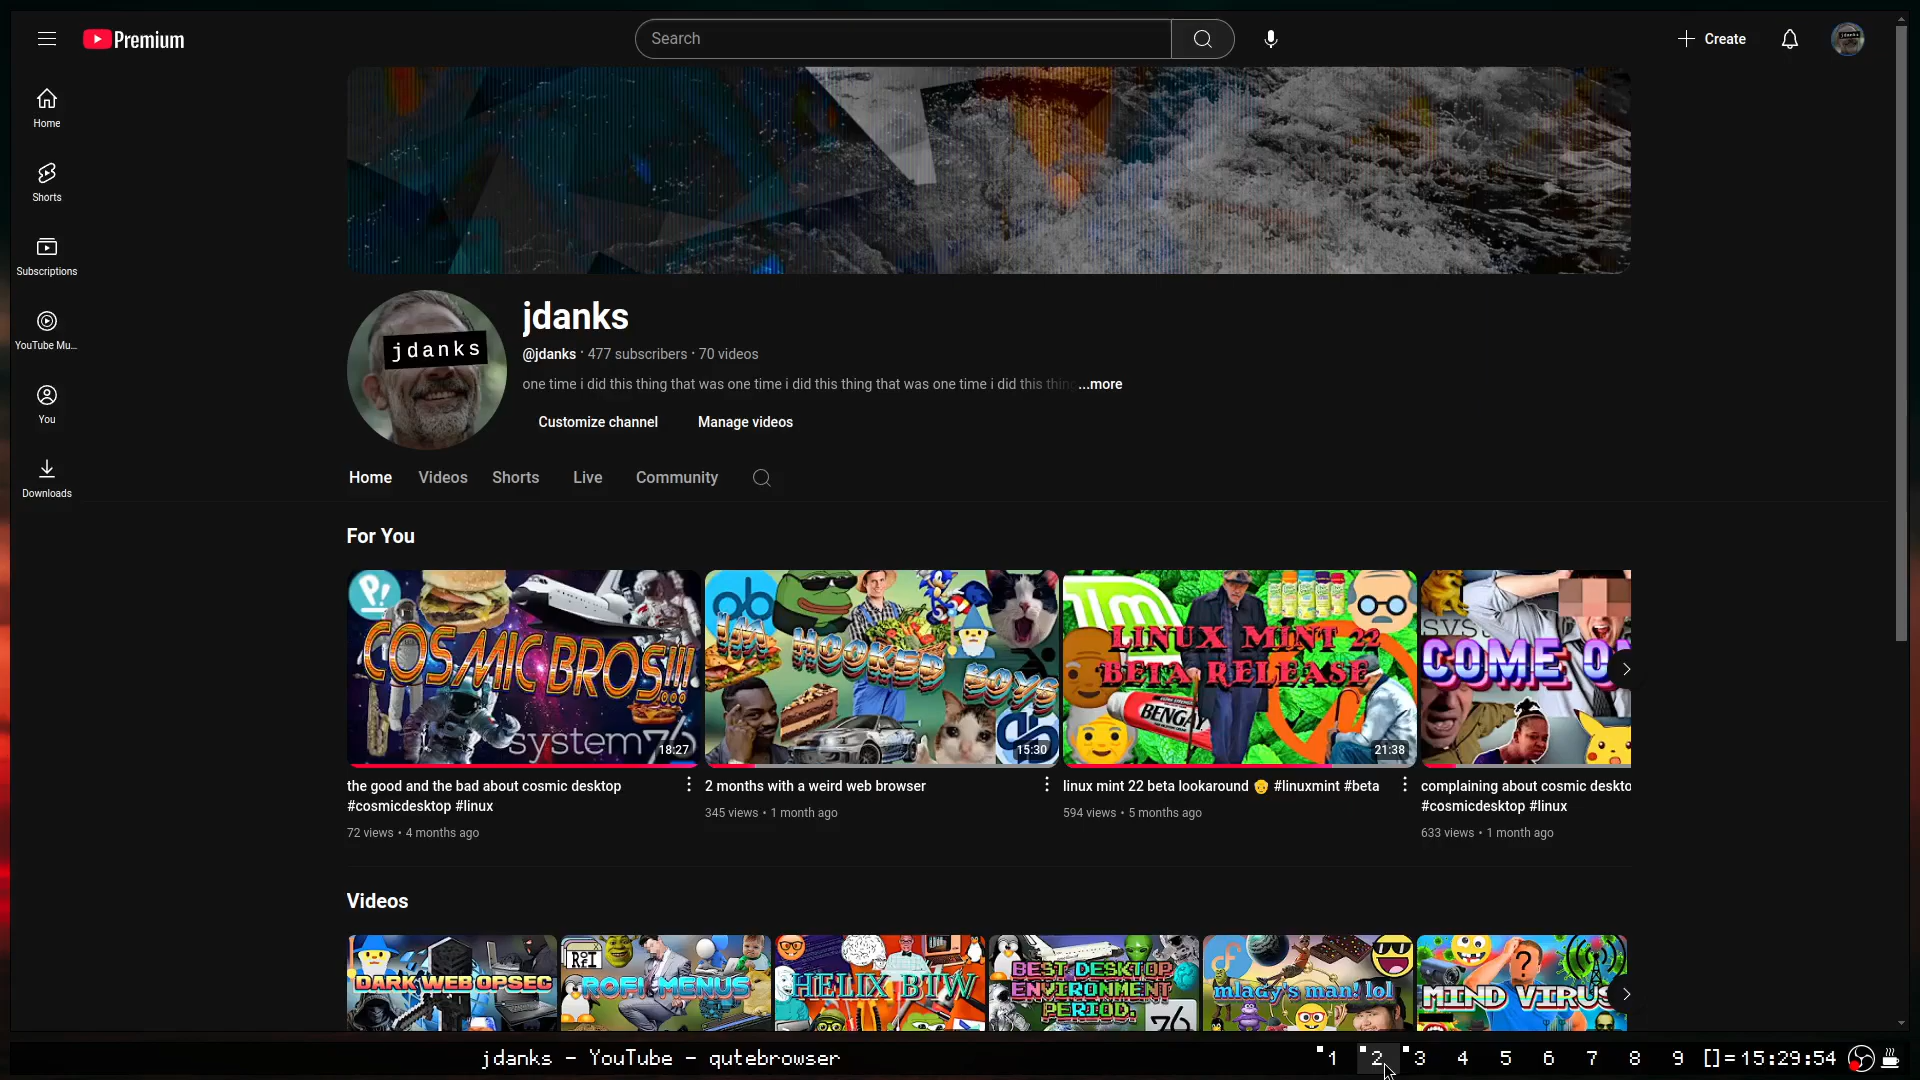 Premium
Search
Create
Home
Shorts
Subscriptions
YouTube Mu...
You
Downloads
jdanks
jdanks
@jdanks · 477 subscribers · 70 videos
one time i did this thing that was one time i did this thing that was one time i did this thing ...more
Customize channel
Manage videos
Home
Videos
Shorts
Live
Community
For You
COSMIC BROS!!!
system76
18:27
I'M HOOKED BOYS
15:30
LINUX MINT 22
BETA RELEASE
BENGAY
21:38
COME O
the good and the bad about cosmic desktop
#cosmicdesktop #linux
72 views • 4 months ago
2 months with a weird web browser
345 views • 1 month ago
linux mint 22 beta lookaround 👴 #linuxmint #beta
594 views • 5 months ago
complaining about cosmic deskto
#cosmicdesktop #linux
633 views • 1 month ago
Videos
DARK WEB OPSEC
ROFI
ROFI MENUS
HELIX BTW
BEST DESKTOP
ENVIRONMENT
PERIOD.
76
mlady's man! lol
MIND VIRUS
jdanks – YouTube – qutebrowser
1 2 3 4 5 6 7 8 9 []= 15:29:54